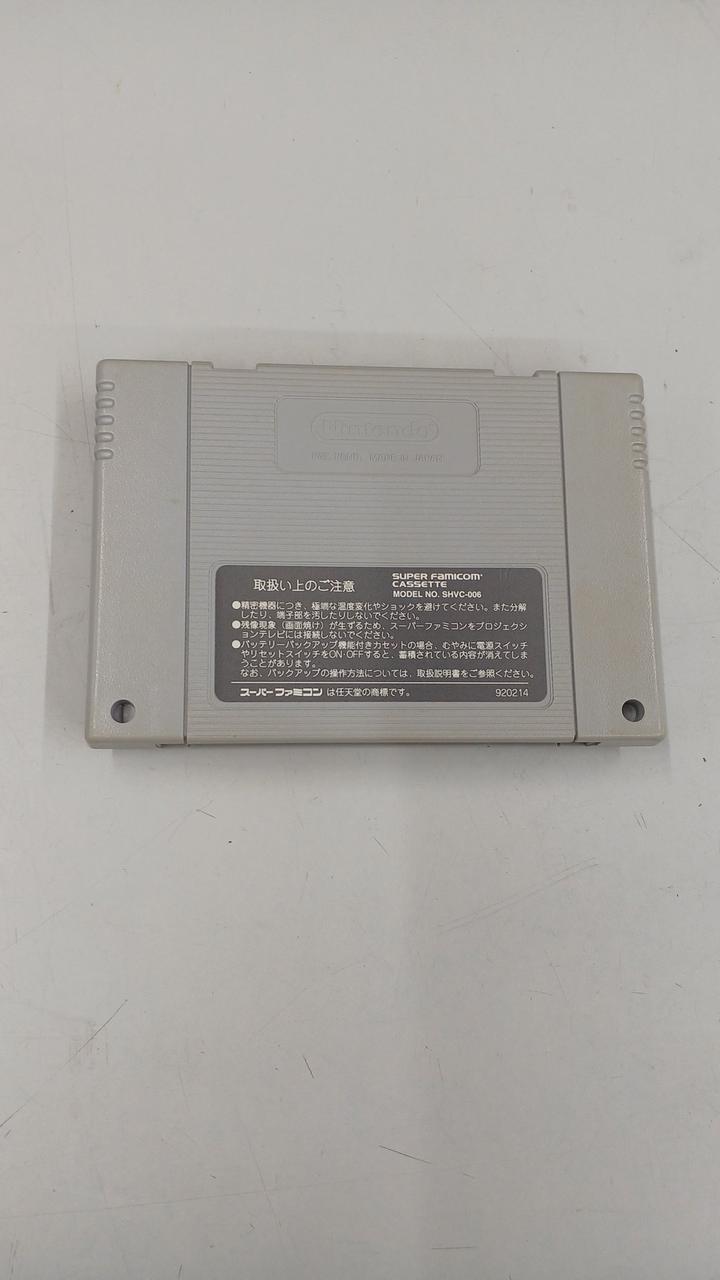 Nintendo
PAT. PEND. MADE IN JAPAN
取扱い上のご注意
SUPER FAMICOM
CASSETTE
MODEL NO. SHVC-006
●精密機器につき、極端な温度変化やショックを避けてください。また分解
したり、端子部を汚したりしないでください。
●残像現象（画面焼け）が生ずるため、スーパーファミコンをプロジェクシ
ョンテレビには接続しないでください。
●バッテリーバックアップ機能付きカセットの場合、むやみに電源スイッチ
やリセットスイッチをON・OFFすると、蓄積されている内容が消えてしま
うことがあります。
なお、バックアップの操作方法については、取扱説明書をご参照ください。
スーパーファミコン は任天堂の商標です。
920214